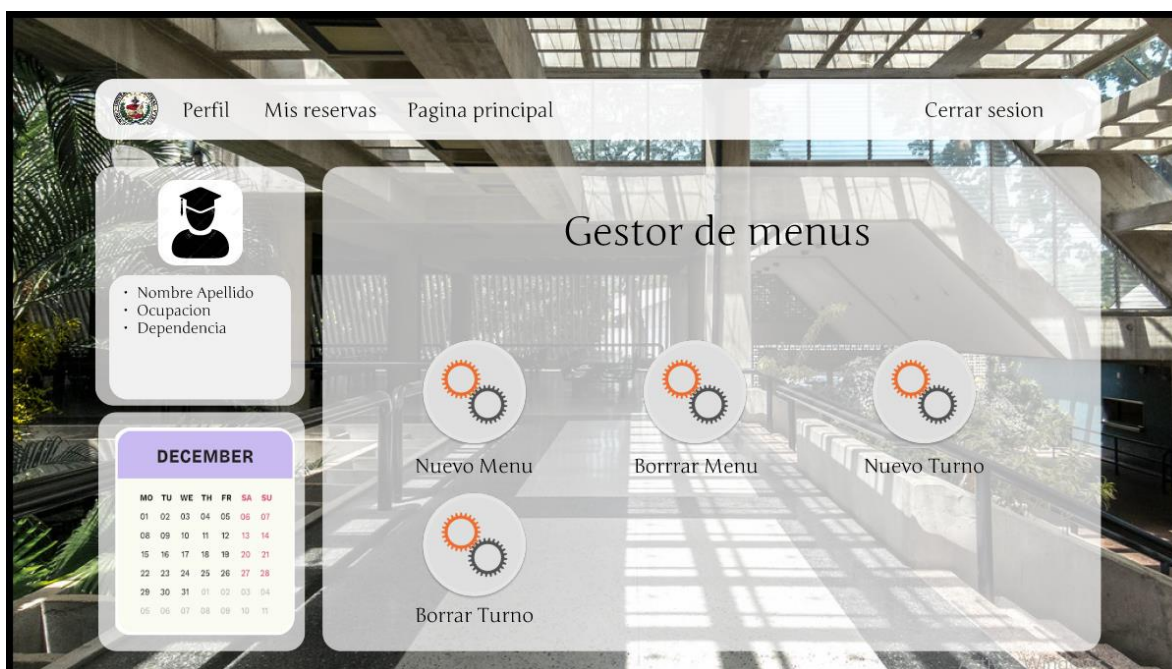 Perfil Mis reservas Pagina principal Cerrar sesion
Nombre Apellido
Ocupacion
Dependencia
DECEMBER
MO TU WE TH FR SA SU
01 02 03 04 05 06 07
08 09 10 11 12 13 14
15 16 17 18 19 20 21
22 23 24 25 26 27 28
29 30 31 01 02 03 04
05 06 07 08 09 10 11
Gestor de menus
Nuevo Menu Borrrar Menu Nuevo Turno
Borrar Turno